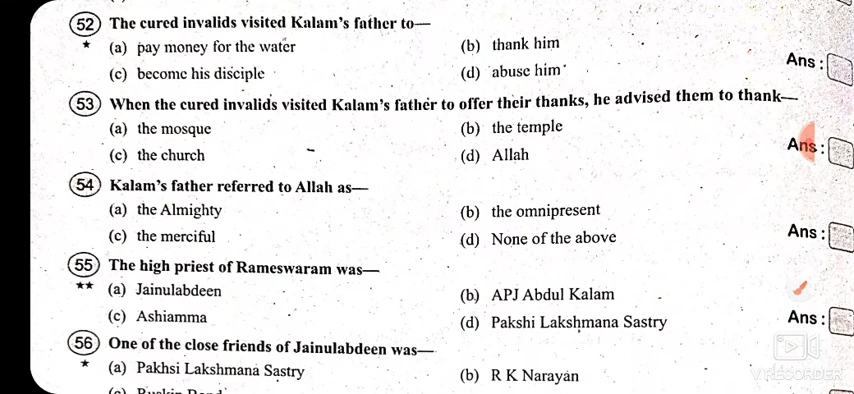 52 The cured invalids visited Kalam's father to—
★ (a) pay money for the water (b) thank him
(c) become his disciple (d) abuse him
Ans :
53 When the cured invalids visited Kalam's father to offer their thanks, he advised them to thank—
(a) the mosque (b) the temple
(c) the church (d) Allah
Ans :
54 Kalam's father referred to Allah as—
(a) the Almighty (b) the omnipresent
(c) the merciful (d) None of the above
Ans :
55 The high priest of Rameswaram was—
★★ (a) Jainulabdeen (b) APJ Abdul Kalam
(c) Ashiamma (d) Pakshi Lakshmana Sastry
Ans :
56 One of the close friends of Jainulabdeen was—
★ (a) Pakhsi Lakshmana Sastry (b) R K Narayan
V RECORDER